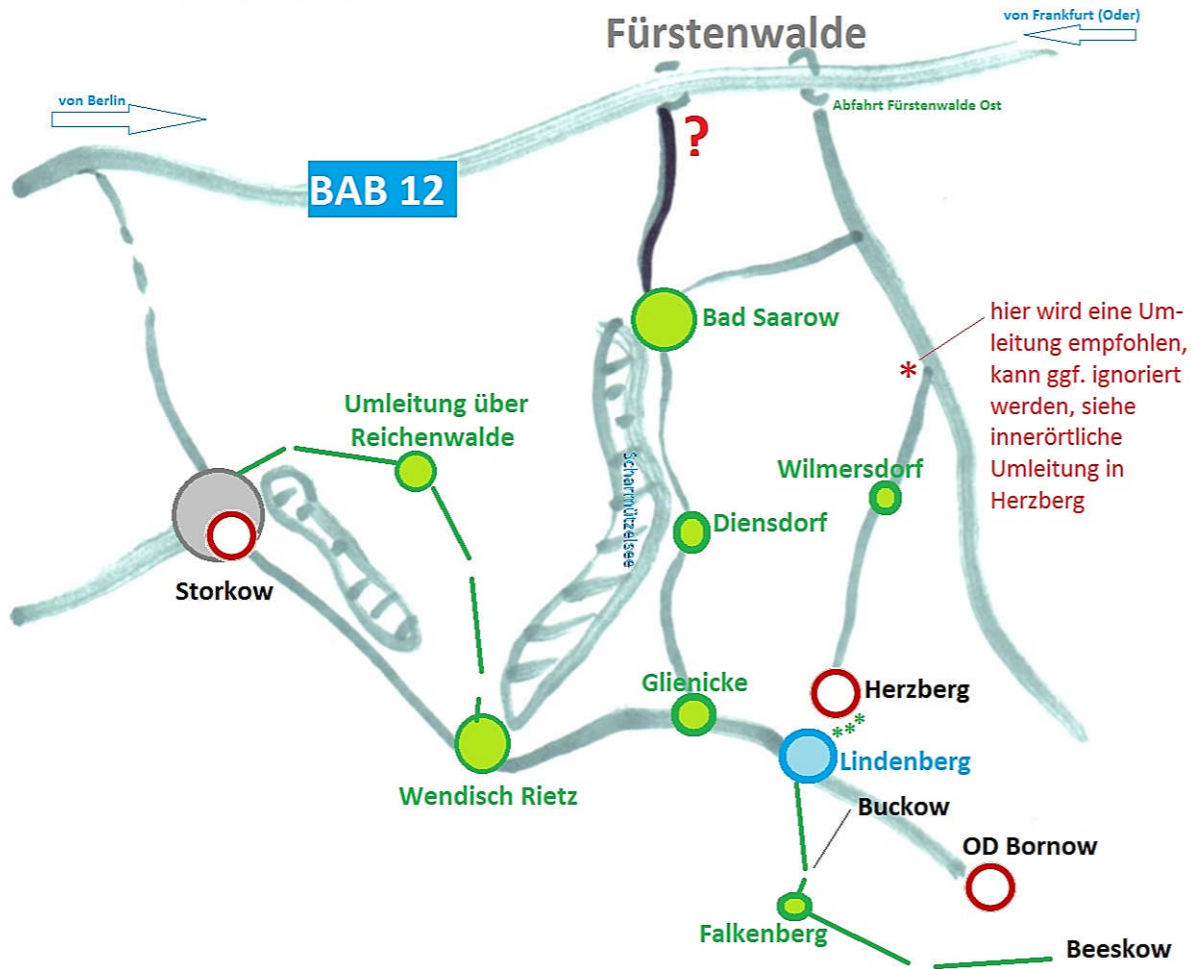 von Frankfurt (Oder)
Fürstenwalde
von Berlin
Abfahrt Fürstenwalde Ost
?
BAB 12
Bad Saarow
hier wird eine Um-
leitung empfohlen,
kann ggf. ignoriert
werden, siehe
innerörtliche
Umleitung in
Herzberg
*
Umleitung über
Reichenwalde
Scharmützelsee
Wilmersdorf
Diensdorf
Storkow
Glienicke
Herzberg
***
Lindenberg
Wendisch Rietz
Buckow
OD Bornow
Falkenberg
Beeskow